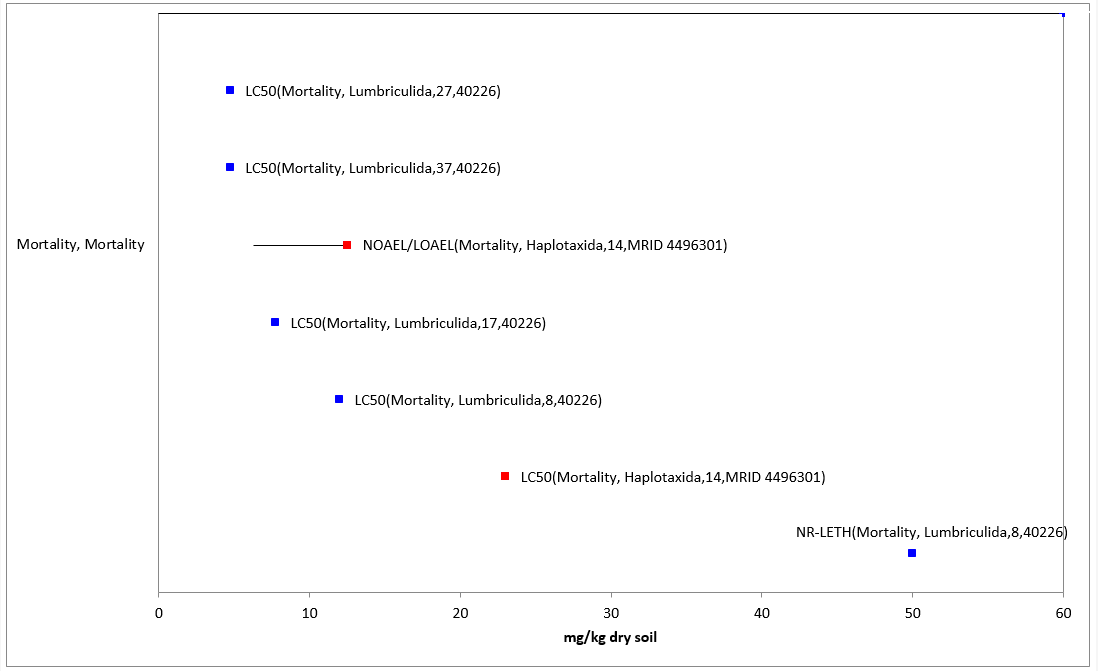 LC50(Mortality, Lumbriculida,27,40226)
LC50(Mortality, Lumbriculida,37,40226)
Mortality, Mortality
NOAEL/LOAEL(Mortality, Haplotaxida,14,MRID 4496301)
LC50(Mortality, Lumbriculida,17,40226)
LC50(Mortality, Lumbriculida,8,40226)
LC50(Mortality, Haplotaxida,14,MRID 4496301)
NR-LETH(Mortality, Lumbriculida,8,40226)
0 10 20 30 40 50 60
mg/kg dry soil